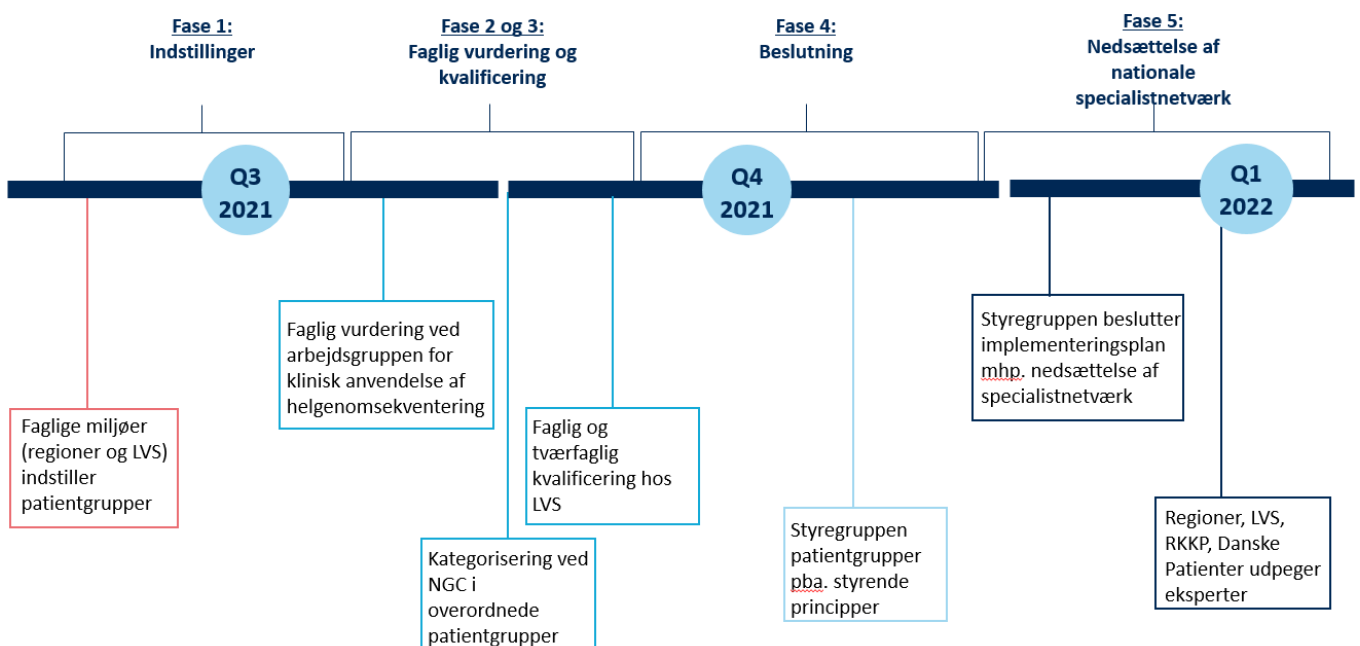 Fase 1:
Indstillinger
Fase 2 og 3:
Faglig vurdering og
kvalificering
Fase 4:
Beslutning
Fase 5:
Nedsættelse af
nationale
specialistnetværk
Q3
2021
Q4
2021
Q1
2022
Faglige miljøer
(regioner og LVS)
indstiller
patientgrupper
Faglig vurdering ved
arbejdsgruppen for
klinisk anvendelse af
helgenomsekventering
Kategorisering ved
NGC i
overordnede
patientgrupper
Faglig og
tværfaglig
kvalificering hos
LVS
Styregruppen
patientgrupper
pba. styrende
principper
Styregruppen beslutter
implementeringsplan
mhp. nedsættelse af
specialistnetværk
Regioner, LVS,
RKKP, Danske
Patienter udpeger
eksperter